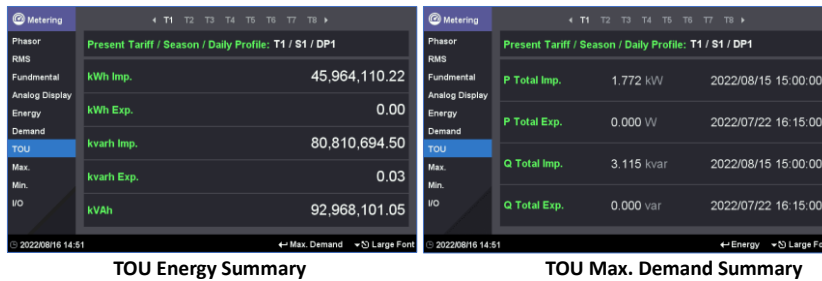 Metering
T1 T2 T3 T4 T5 T6 T7 T8
Phasor
RMS
Fundmental
Analog Display
Energy
Demand
TOU
Max.
Min.
I/O
Present Tariff / Season / Daily Profile: T1 / S1 / DP1
kWh Imp. 45,964,110.22
kWh Exp. 0.00
kvarh Imp. 80,810,694.50
kvarh Exp. 0.03
kVAh 92,968,101.05
2022/08/16 14:51 Max. Demand Large Font
TOU Energy Summary
Metering
T1 T2 T3 T4 T5 T6 T7 T8
Phasor
RMS
Fundmental
Analog Display
Energy
Demand
TOU
Max.
Min.
I/O
Present Tariff / Season / Daily Profile: T1 / S1 / DP1
P Total Imp. 1.772 kW 2022/08/15 15:00:00
P Total Exp. 0.000 W 2022/07/22 16:15:00
Q Total Imp. 3.115 kvar 2022/08/15 15:00:00
Q Total Exp. 0.000 var 2022/07/22 16:15:00
2022/08/16 14:51 Energy Large Fo
TOU Max. Demand Summary